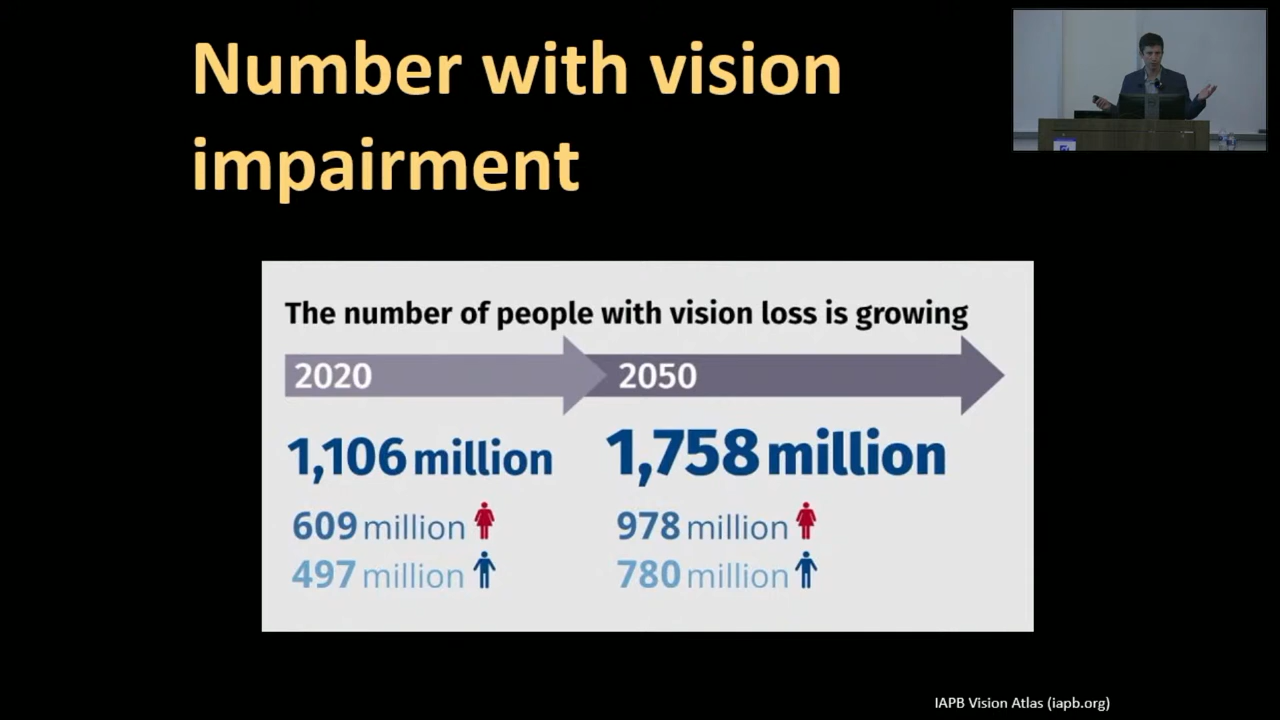 Number with vision
impairment
The number of people with vision loss is growing
2020 2050
1,106 million 1,758 million
609 million 978 million
497 million 780 million
IAPB Vision Atlas (iapb.org)